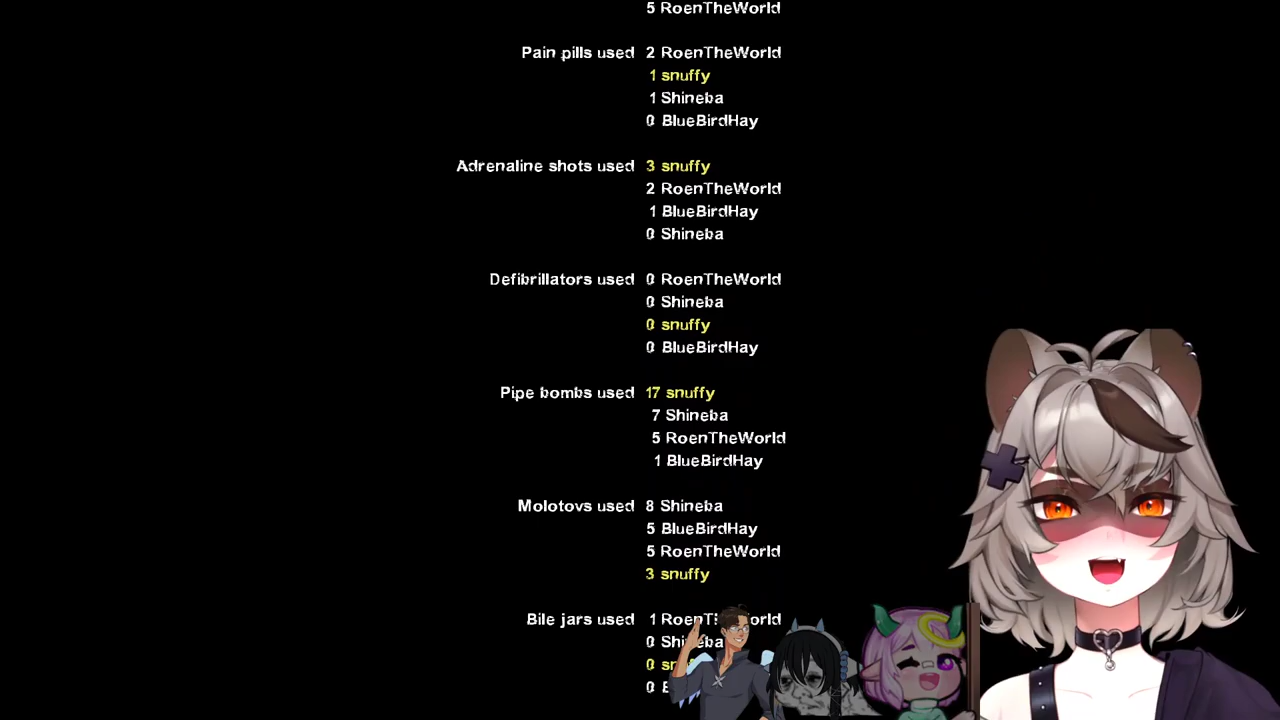 5 RoenTheWorld
Pain pills used 2 RoenTheWorld
1 snuffy
1 Shineba
0 BlueBirdHay
Adrenaline shots used 3 snuffy
2 RoenTheWorld
1 BlueBirdHay
0 Shineba
Defibrillators used 0 RoenTheWorld
0 Shineba
0 snuffy
0 BlueBirdHay
Pipe bombs used 17 snuffy
7 Shineba
5 RoenTheWorld
1 BlueBirdHay
Molotovs used 8 Shineba
5 BlueBirdHay
5 RoenTheWorld
3 snuffy
Bile jars used 1
0
0
0